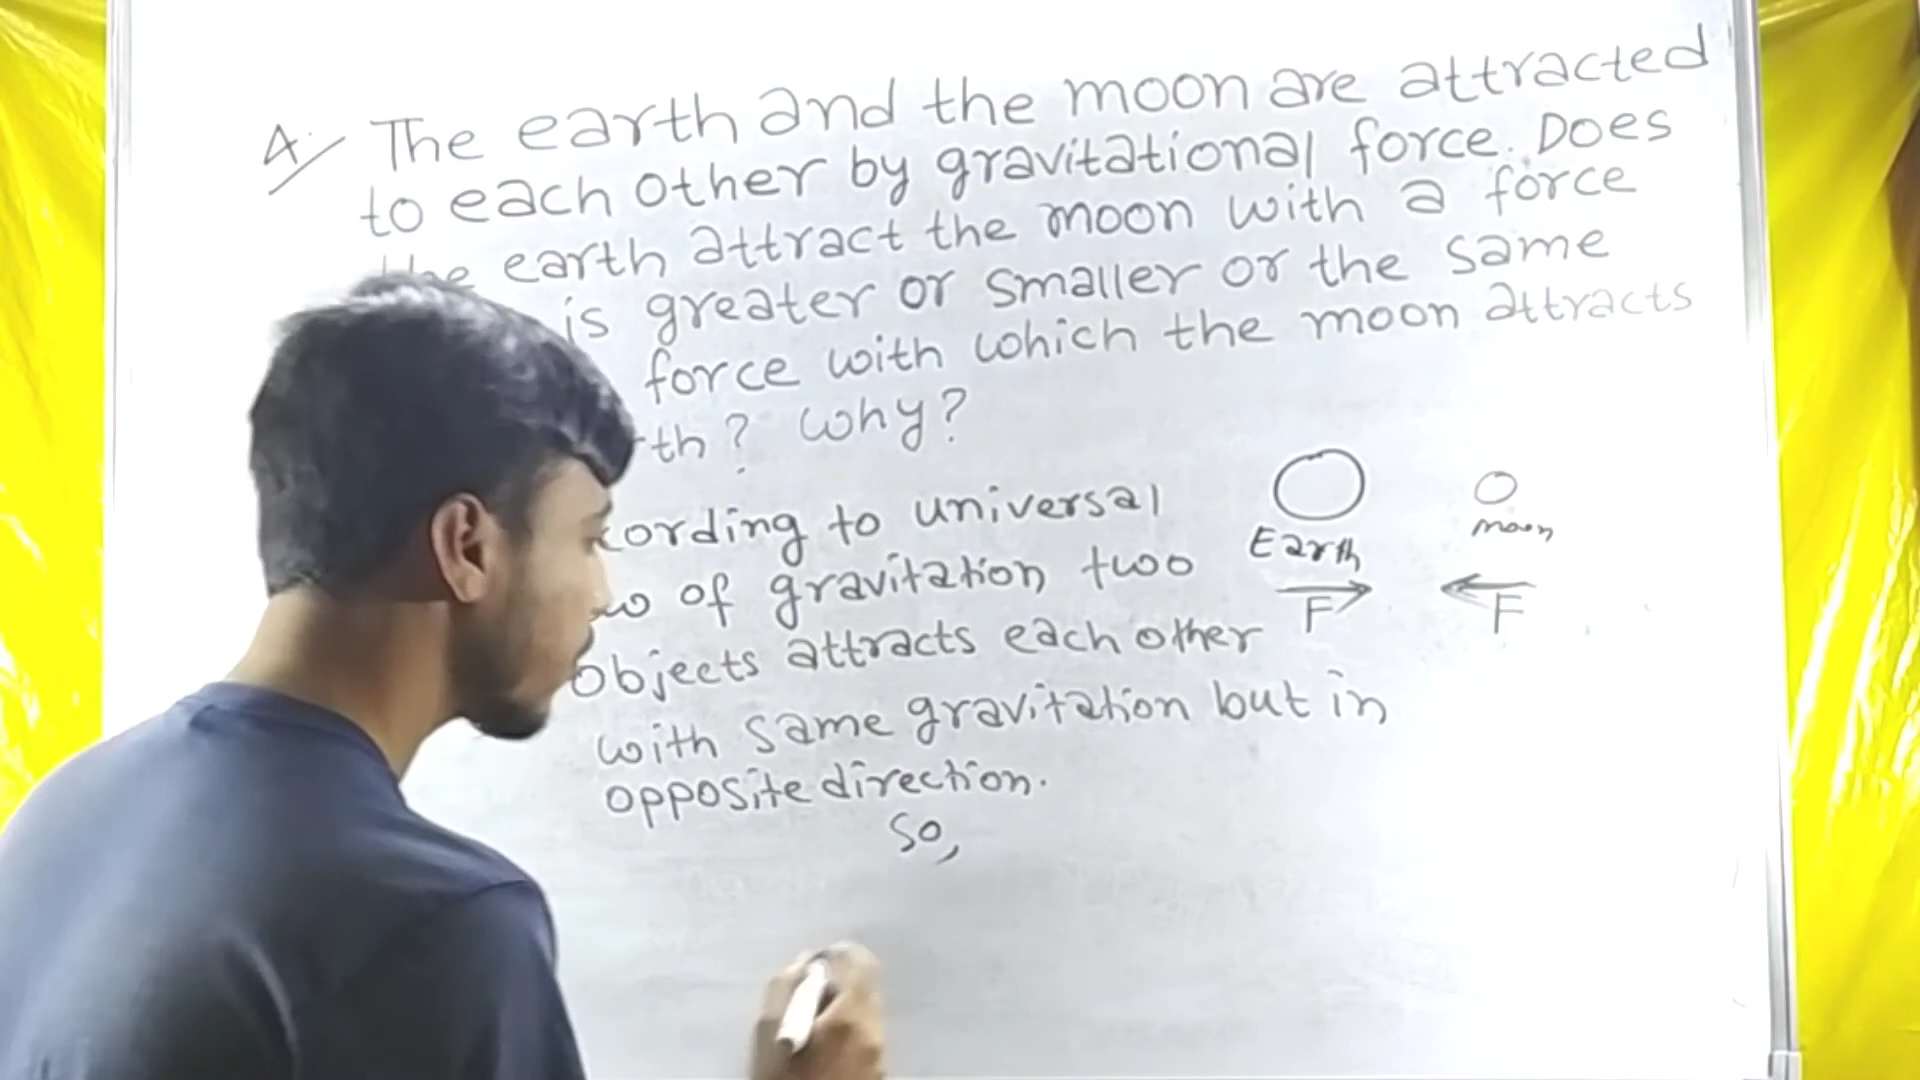 4. The earth and the moon are attracted
to each other by gravitational force. Does
the earth attract the moon with a force
is greater or smaller or the same
force with which the moon attracts
th? Why?
cording to universal
w of gravitation two
objects attracts each other
with same gravitation but in
opposite direction.
So,
Earth
moon
F
F